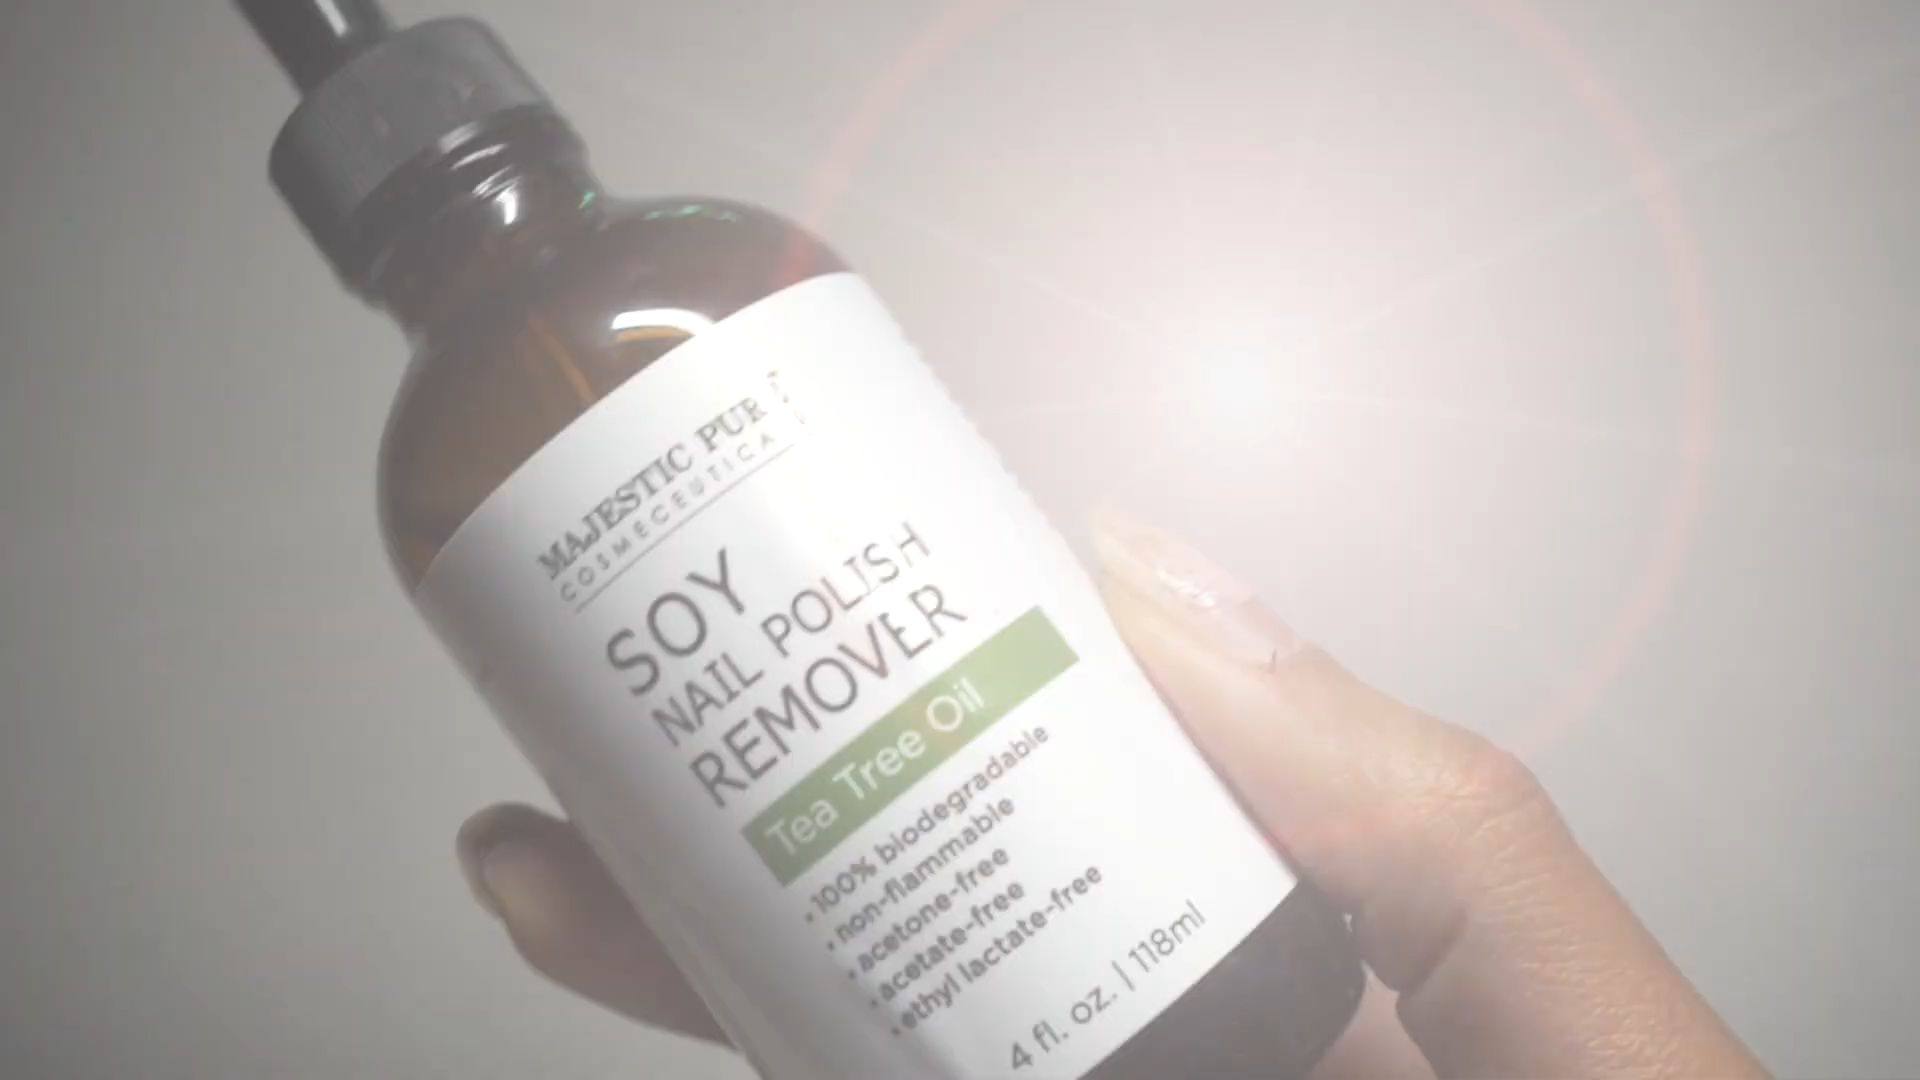 MAJESTIC PUR
COSMECEUTICA
SOY
NAIL POLISH
REMOVER
Tea Tree Oil
• 100% biodegradable
• non-flammable
• acetone-free
• acetate-free
• ethyl lactate-free
4 fl. oz. | 118ml